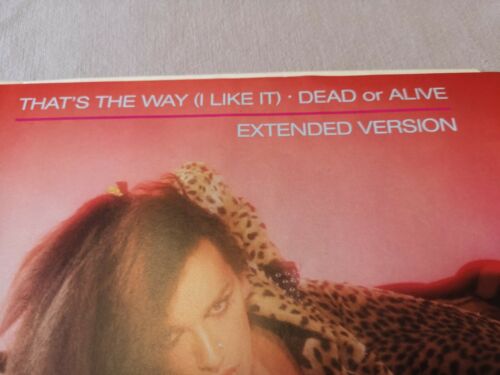 THAT'S THE WAY (I LIKE IT) · DEAD or ALIVE
EXTENDED VERSION